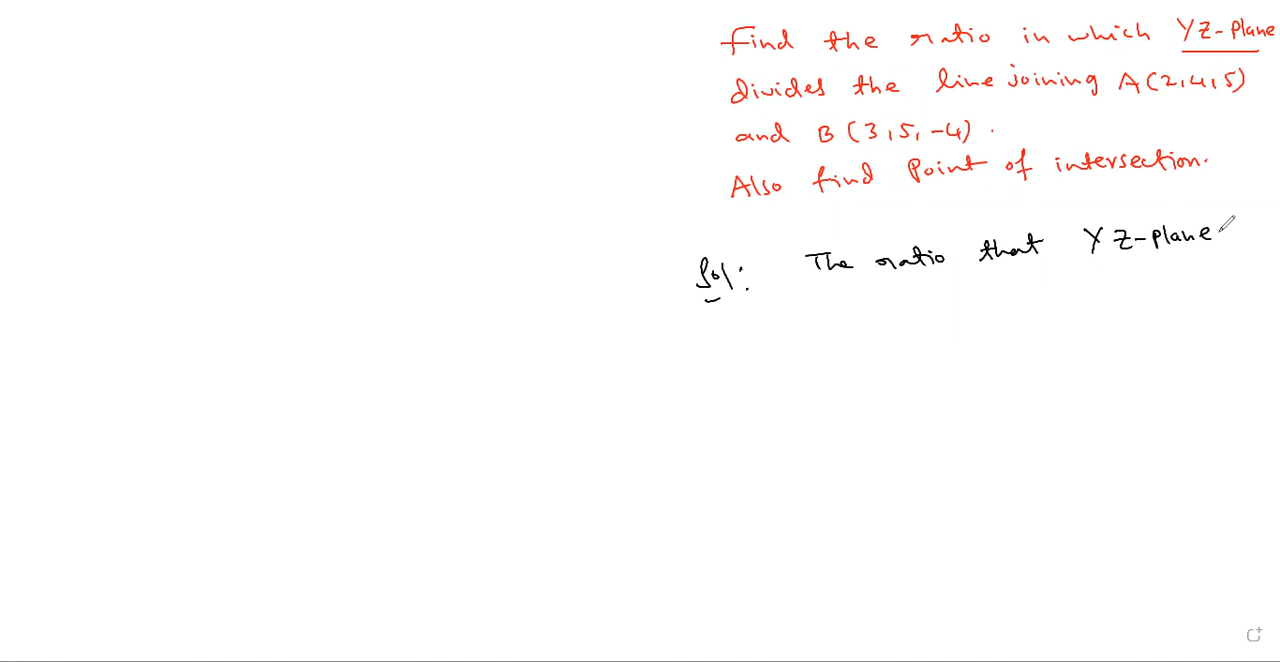 Find the ratio in which YZ-Plane
divides the line joining A(2,4,5)
and B(3,5,-4).
Also find Point of intersection.
Sol: The ratio that YZ-plane